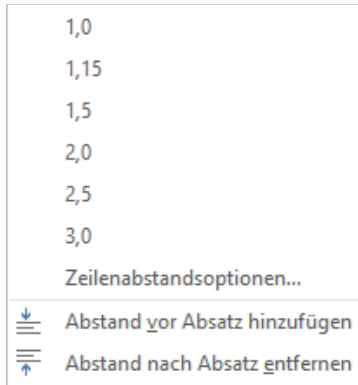 1,0
1,15
1,5
2,0
2,5
3,0
Zeilenabstandsoptionen...
Abstand vor Absatz hinzufügen
Abstand nach Absatz entfernen